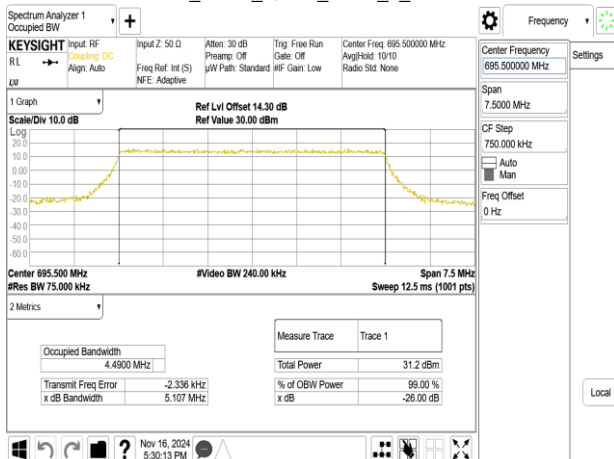 Spectrum Analyzer 1
Occupied BW
Frequency
KEYSIGHT
Input: RF
Coupling: DC
Align: Auto
RL
LXI
Input Z: 50 Ω
Freq Ref: Int (S)
NFE: Adaptive
Atten: 30 dB
Preamp: Off
µW Path: Standard
Trig: Free Run
Gate: Off
#IF Gain: Low
Center Freq: 695.500000 MHz
Avg|Hold: 10/10
Radio Std: None
Center Frequency
695.500000 MHz
Settings
Span
7.5000 MHz
CF Step
750.000 kHz
Auto
Man
Freq Offset
0 Hz
Local
1 Graph
Scale/Div 10.0 dB
Ref Lvl Offset 14.30 dB
Ref Value 30.00 dBm
Log
20.0
10.0
0.00
-10.0
-20.0
-30.0
-40.0
-50.0
-60.0
Center 695.500 MHz
#Video BW 240.00 kHz
Span 7.5 MHz
#Res BW 75.000 kHz
Sweep 12.5 ms (1001 pts)
2 Metrics
Occupied Bandwidth
4.4900 MHz
Transmit Freq Error -2.336 kHz
x dB Bandwidth 5.107 MHz
Measure Trace Trace 1
Total Power 31.2 dBm
% of OBW Power 99.00 %
x dB -26.00 dB
?
Nov 16, 2024
5:30:13 PM